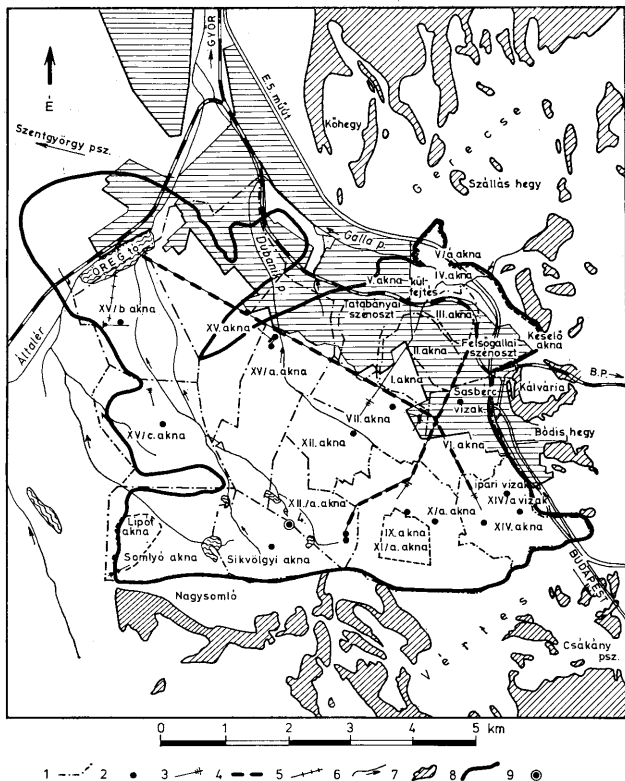 GYŐR
É
E.5. műút
Kőhegy
Gerecse
Szentgyörgy psz.
Szállás hegy
Galla p.
Dubanik p.
ÖREG tó
V/á akna
IV. akna
V. akna
kül-
fejtés
Tatabányai
szénoszt
III. akna
XV/b akna
XV. akna
Felsőgallai
szénoszt
Keselő
akna
II. akna
Általér
XV/a. akna
I. akna
B.P.
Sasberc
vizak.
Kálvária
VII. akna
XV/c. akna
XII. akna
VI. akna
Bódis hegy
Ipari vizak.
XII./a. akna
XIV/a vizak
4.
X/a. akna
XIV. akna
Lipót
akna
IX. akna
XI/a. akna
Somlyó akna
Síkvölgyi akna
BUDAPEST
Nagysomló
Vértes
Csákány
psz.
0 1 2 3 4 5 km
1 2 3 4 5 6 7 8 9